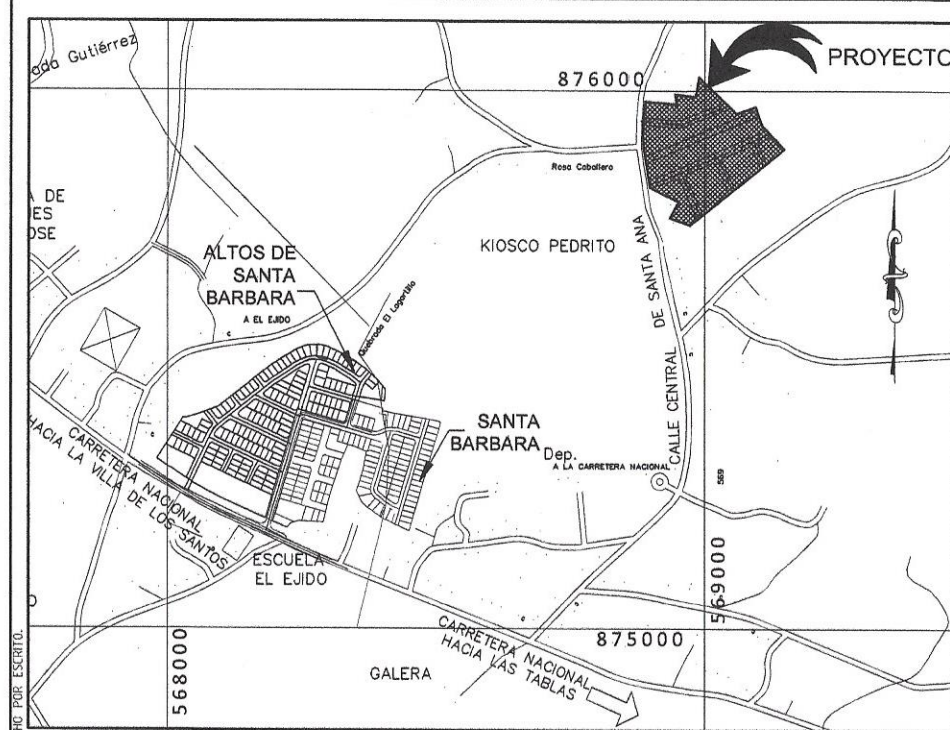 ada Gutiérrez
PROYECTO
876000
Rosa Caballero
A DE
ES
OSE
KIOSCO PEDRITO
ALTOS DE
SANTA
BARBARA
A EL EJIDO
Quebrada El Lagartillo
CALLE CENTRAL DE SANTA ANA
SANTA
BARBARA
Dep.
A LA CARRETERA NACIONAL
569
CARRETERA NACIONAL
HACIA LA VILLA DE LOS SANTOS
ESCUELA
EL EJIDO
569000
875000
CARRETERA NACIONAL
HACIA LAS TABLAS
GALERA
568000
HO POR ESCRITO.